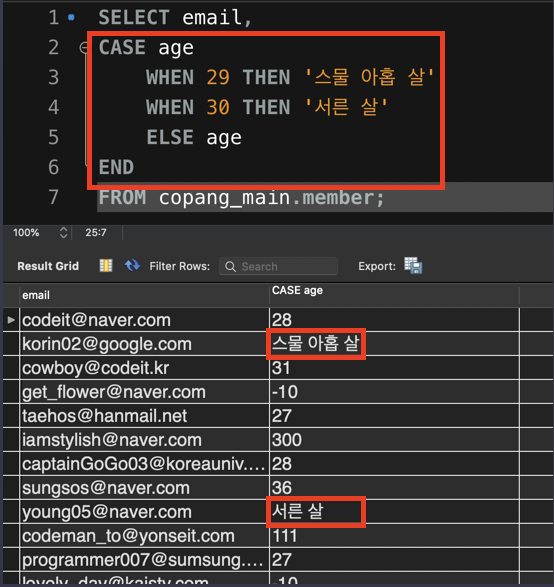 1 SELECT email,
2 CASE age
3 WHEN 29 THEN '스물 아홉 살'
4 WHEN 30 THEN '서른 살'
5 ELSE age
6 END
7 FROM copang_main.member;
100% 25:7
Result Grid Filter Rows: Search Export:
email CASE age
codeit@naver.com 28
korin02@google.com 스물 아홉 살
cowboy@codeit.kr 31
get_flower@naver.com -10
taehos@hanmail.net 27
iamstylish@naver.com 300
captainGoGo03@koreauniv.... 28
sungsos@naver.com 36
young05@naver.com 서른 살
codeman_to@yonseit.com 111
programmer007@sumsung.... 27
lovely_day@kaisty.com -10